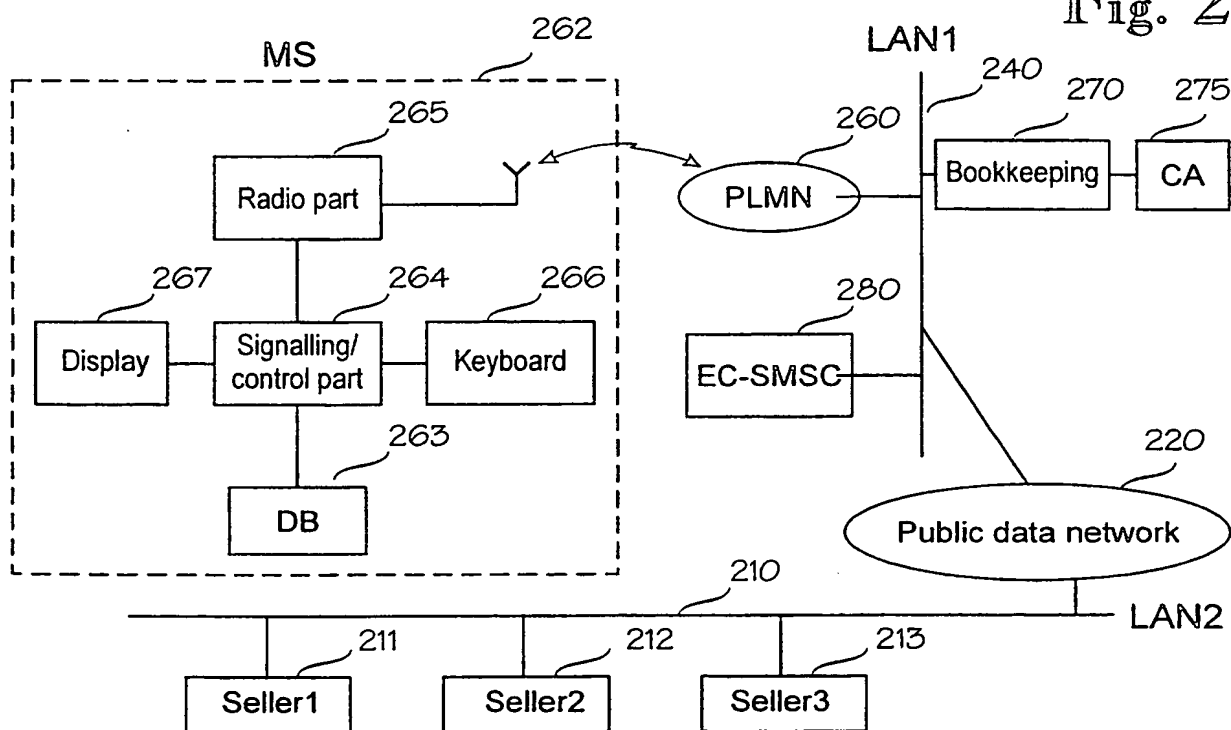 Fig. 2
LAN1
MS
262
240
270
275
265
260
Radio part
PLMN
Bookkeeping
CA
267
264
266
280
Display
Signalling/
control part
Keyboard
EC-SMSC
263
220
DB
Public data network
210
LAN2
211
212
213
Seller1
Seller2
Seller3